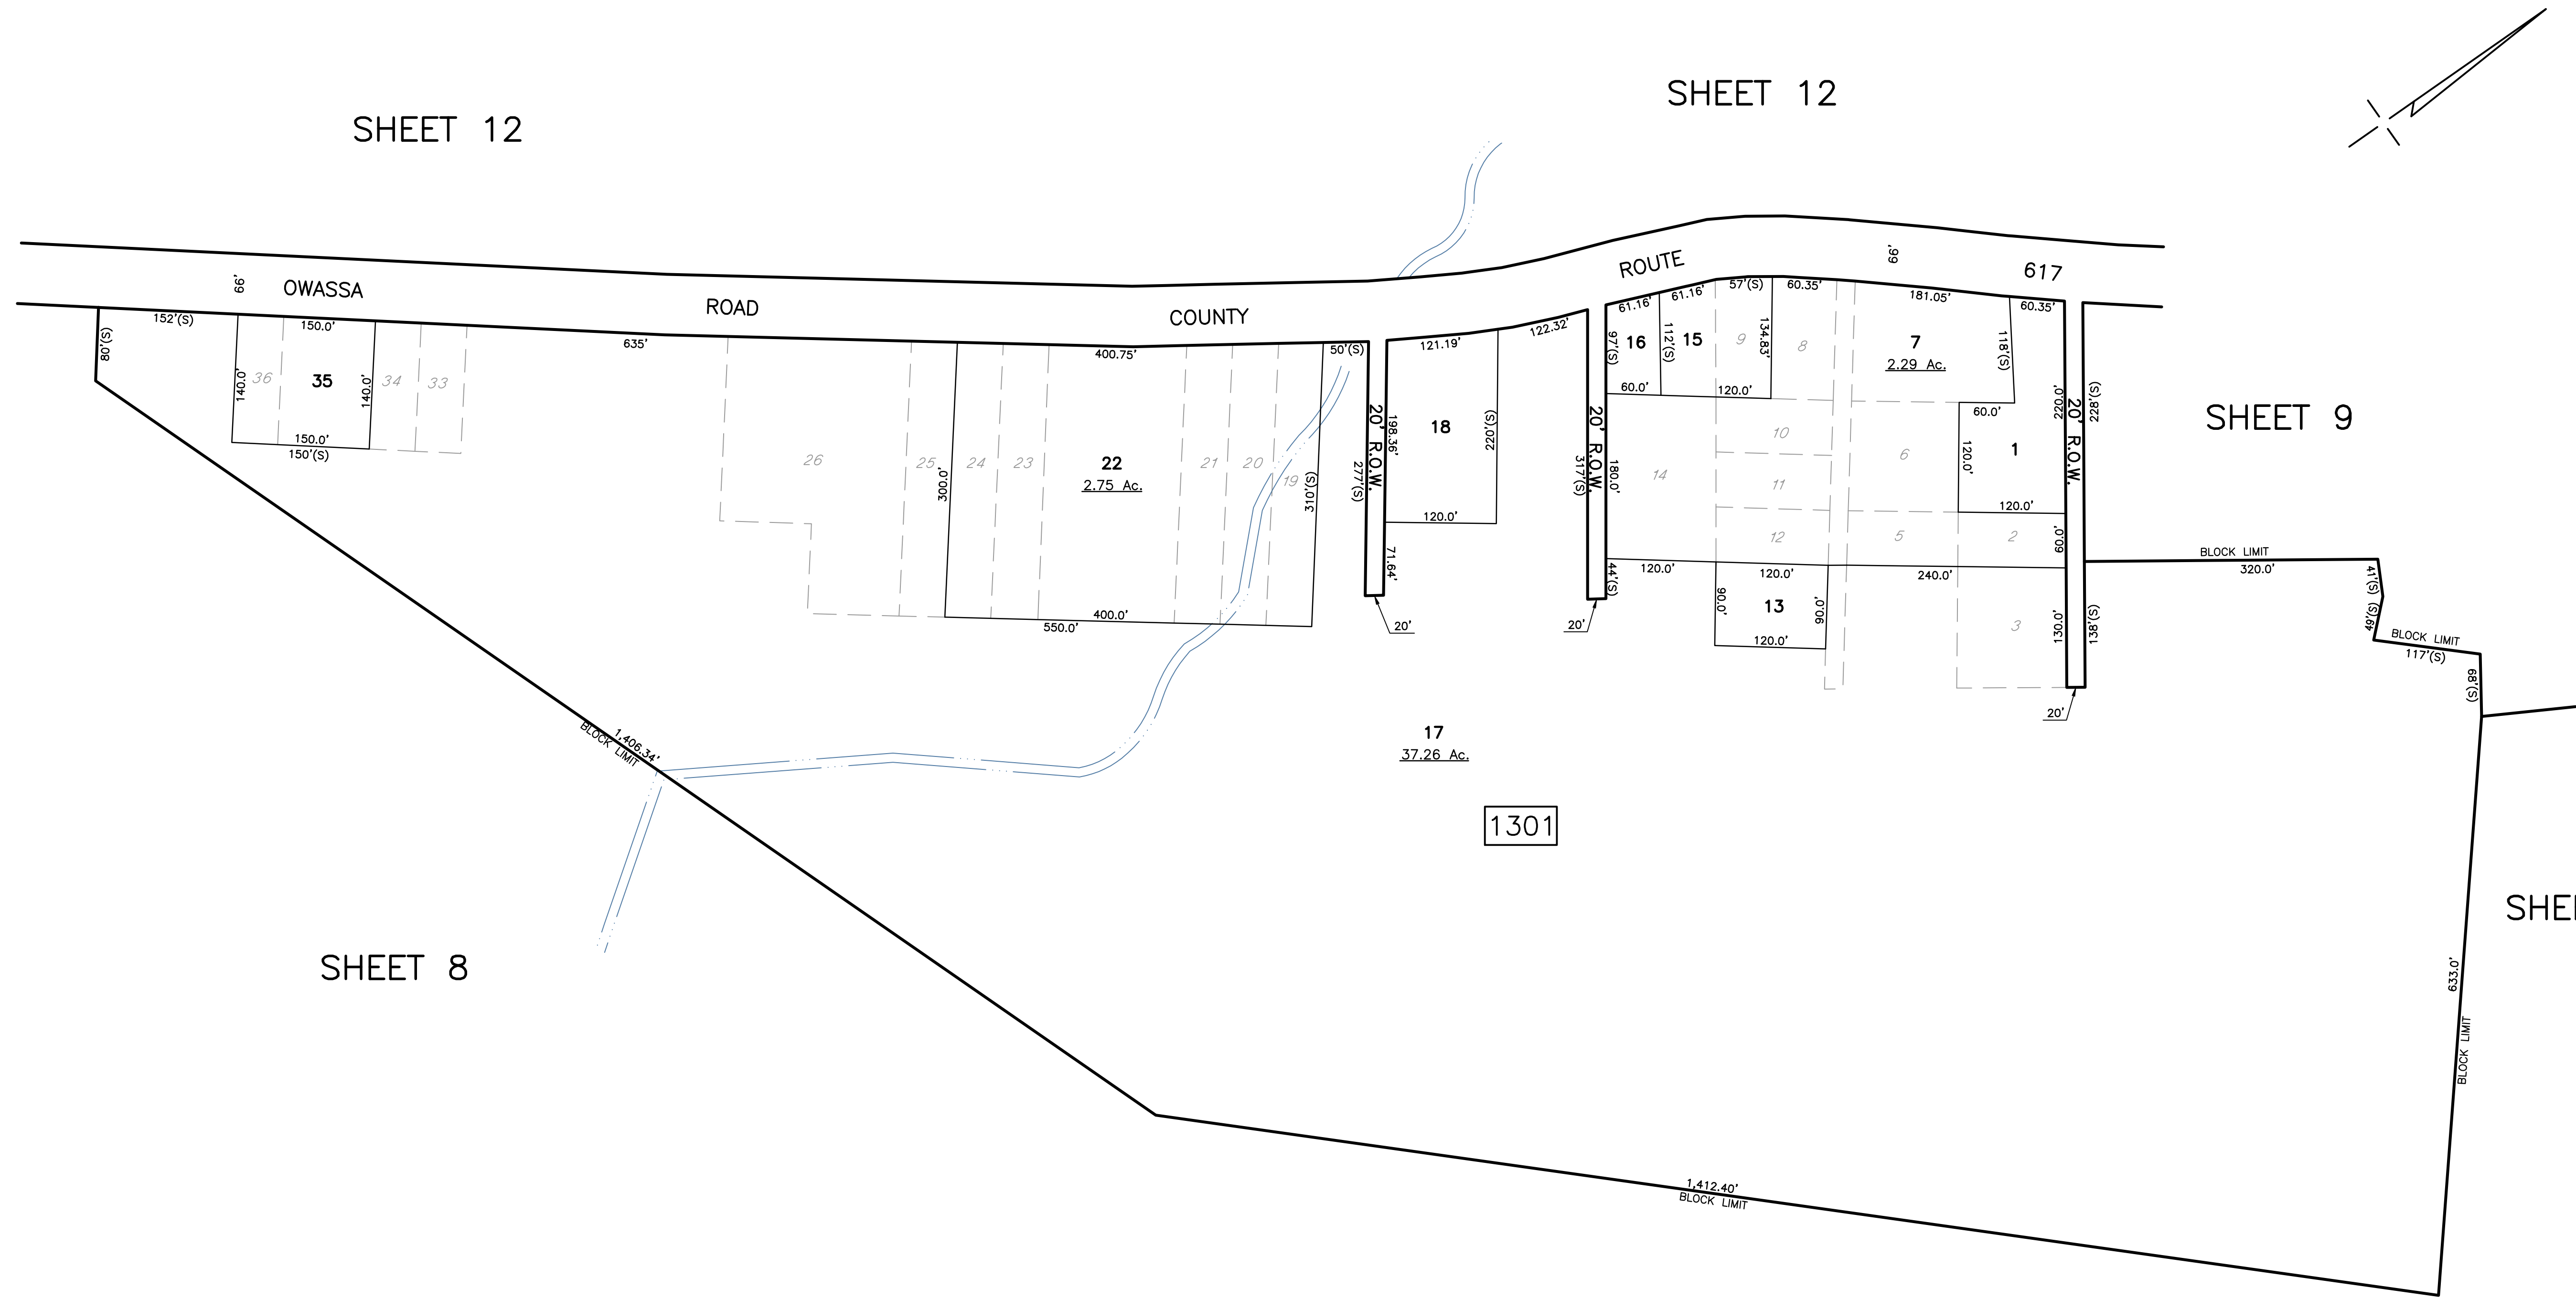 SHEET 12
SHEET 12
66'
OWASSA
ROAD
COUNTY
ROUTE
66'
617
80'(S)
152'(S)
140.0'
36
150.0'
35
140.0'
34
33
150.0'
150'(S)
635'
26
25
300.0'
24
23
400.75'
22
2.75 Ac.
21
20
19
310'(S)
400.0'
550.0'
50'(S)
277'(S)
20' R.O.W.
198.36'
121.19'
18
220'(S)
120.0'
71.64'
20'
122.32'
317'(S)
20' R.O.W.
20'
61.16'
97'(S)
16
112'(S)
60.0'
61.16'
15
120.0'
57'(S)
9
134.83'
60.35'
8
181.05'
7
2.29 Ac.
60.35'
118'(S)
60.0'
180.0'
14
10
11
12
6
5
120.0'
1
220.0'
20' R.O.W.
228'(S)
120.0'
2
60.0'
44'(S)
120.0'
120.0'
240.0'
90.0'
13
90.0'
120.0'
3
130.0'
138'(S)
20'
SHEET 9
BLOCK LIMIT
320.0'
41'(S)
49'(S)
BLOCK LIMIT
117'(S)
68'(S)
17
37.26 Ac.
1301
1,406.34'
BLOCK LIMIT
SHEET 8
SHE
633.0'
BLOCK LIMIT
1,412.40'
BLOCK LIMIT